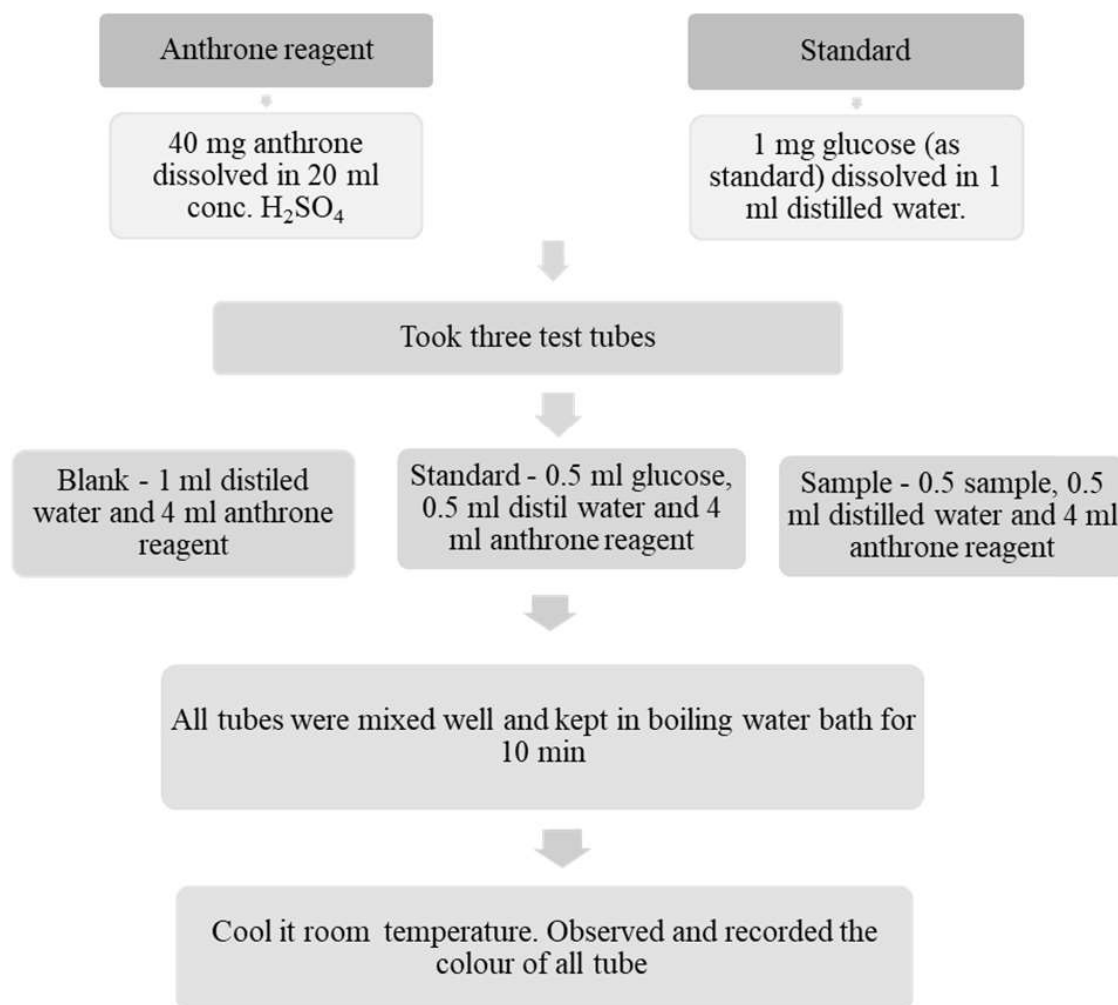 Anthrone reagent
Standard
40 mg anthrone
dissolved in 20 ml
conc. H₂SO₄
1 mg glucose (as
standard) dissolved in 1
ml distilled water.
Took three test tubes
Blank - 1 ml distiled
water and 4 ml anthrone
reagent
Standard - 0.5 ml glucose,
0.5 ml distil water and 4
ml anthrone reagent
Sample - 0.5 sample, 0.5
ml distilled water and 4 ml
anthrone reagent
All tubes were mixed well and kept in boiling water bath for
10 min
Cool it room temperature. Observed and recorded the
colour of all tube